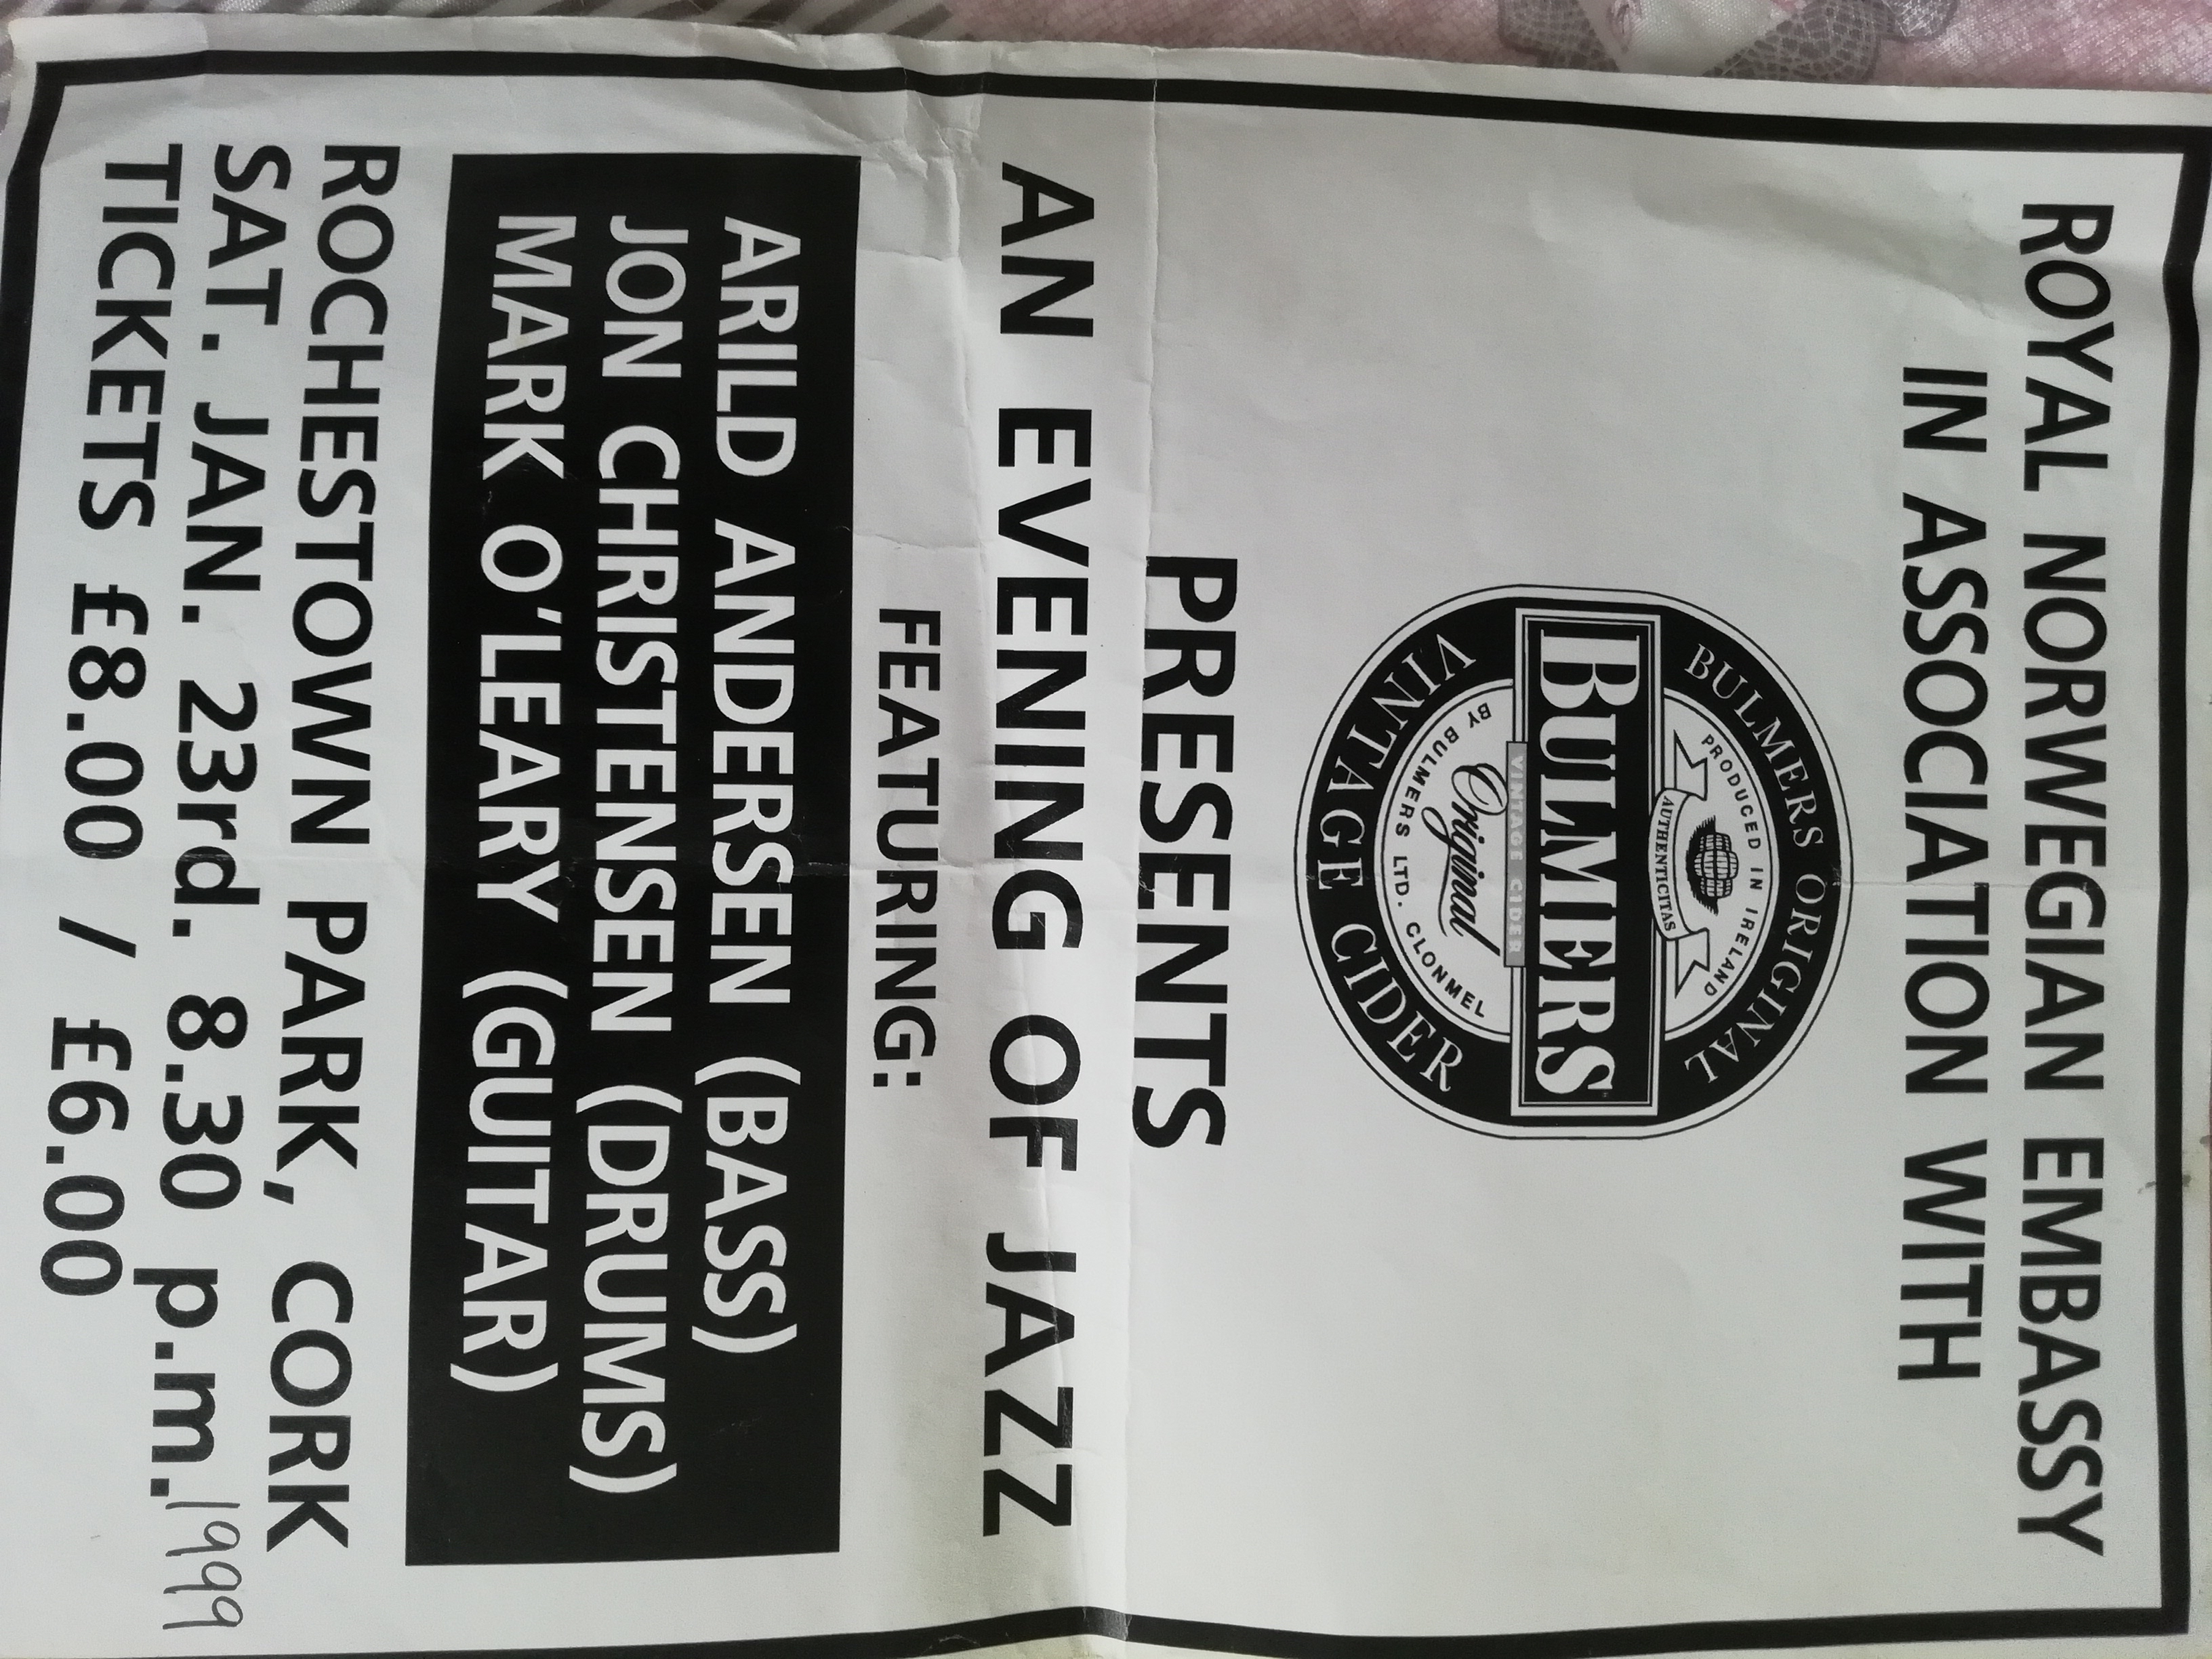 ROYAL NORWEGIAN EMBASSY
IN ASSOCIATION WITH
BULMERS ORIGINAL
PRODUCED IN IRELAND
AUTHENTICITAS
BULMERS
VINTAGE CIDER
Original
BY BULMERS LTD. CLONMEL
VINTAGE CIDER
PRESENTS
AN EVENING OF JAZZ
FEATURING:
ARILD ANDERSEN (BASS)
JON CHRISTENSEN (DRUMS)
MARK O'LEARY (GUITAR)
ROCHESTOWN PARK, CORK
SAT. JAN. 23rd. 8.30 p.m. 1999
TICKETS £8.00 / £6.00